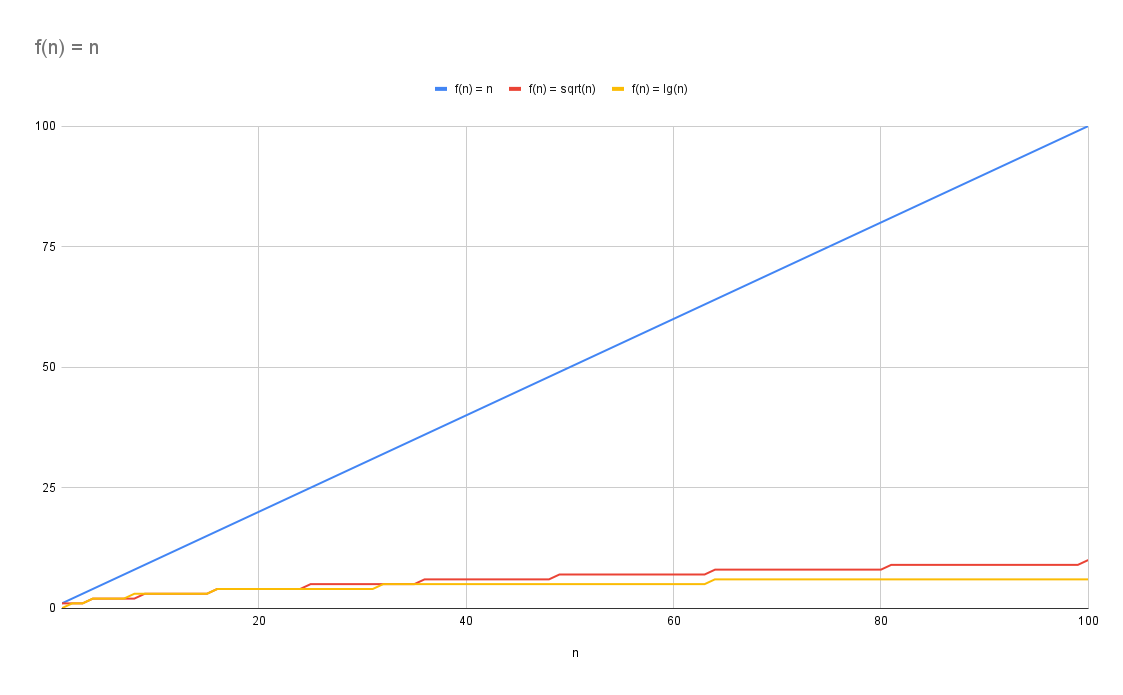 f(n) = n
f(n) = n f(n) = sqrt(n) f(n) = lg(n)
100
75
50
25
0
20 40 60 80 100
n